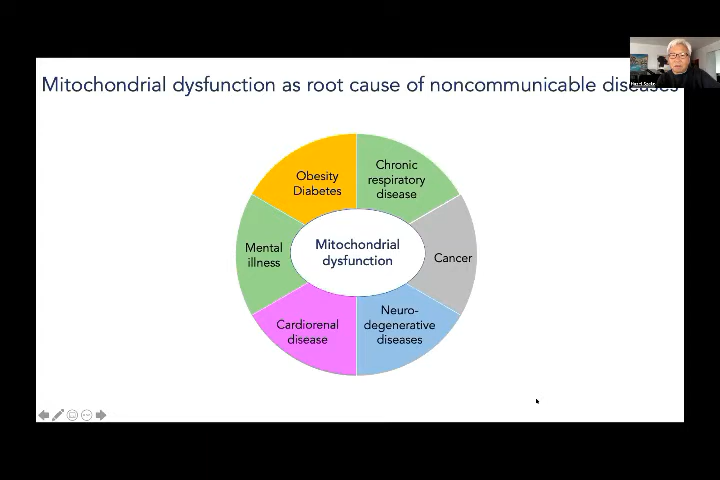 Mitochondrial dysfunction as root cause of noncommunicable diseases
Obesity
Diabetes
Chronic
respiratory
disease
Mental
illness
Mitochondrial
dysfunction
Cancer
Cardiorenal
disease
Neuro-
degenerative
diseases